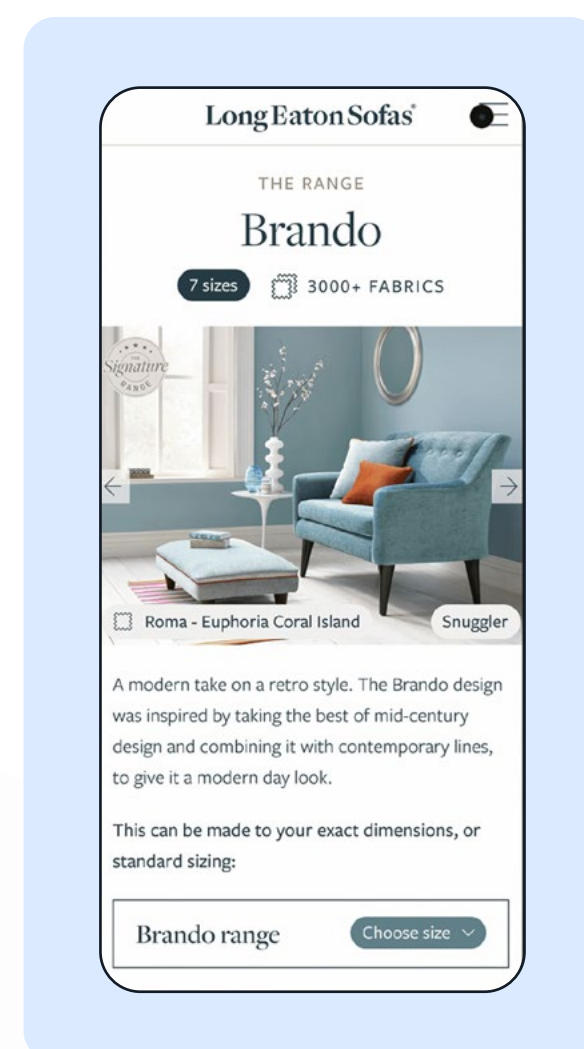 Long Eaton Sofas®
THE RANGE
Brando
7 sizes
3000+ FABRICS
THE
Signature
RANGE
Roma - Euphoria Coral Island
Snuggler
A modern take on a retro style. The Brando design
was inspired by taking the best of mid-century
design and combining it with contemporary lines,
to give it a modern day look.
This can be made to your exact dimensions, or
standard sizing:
Brando range
Choose size